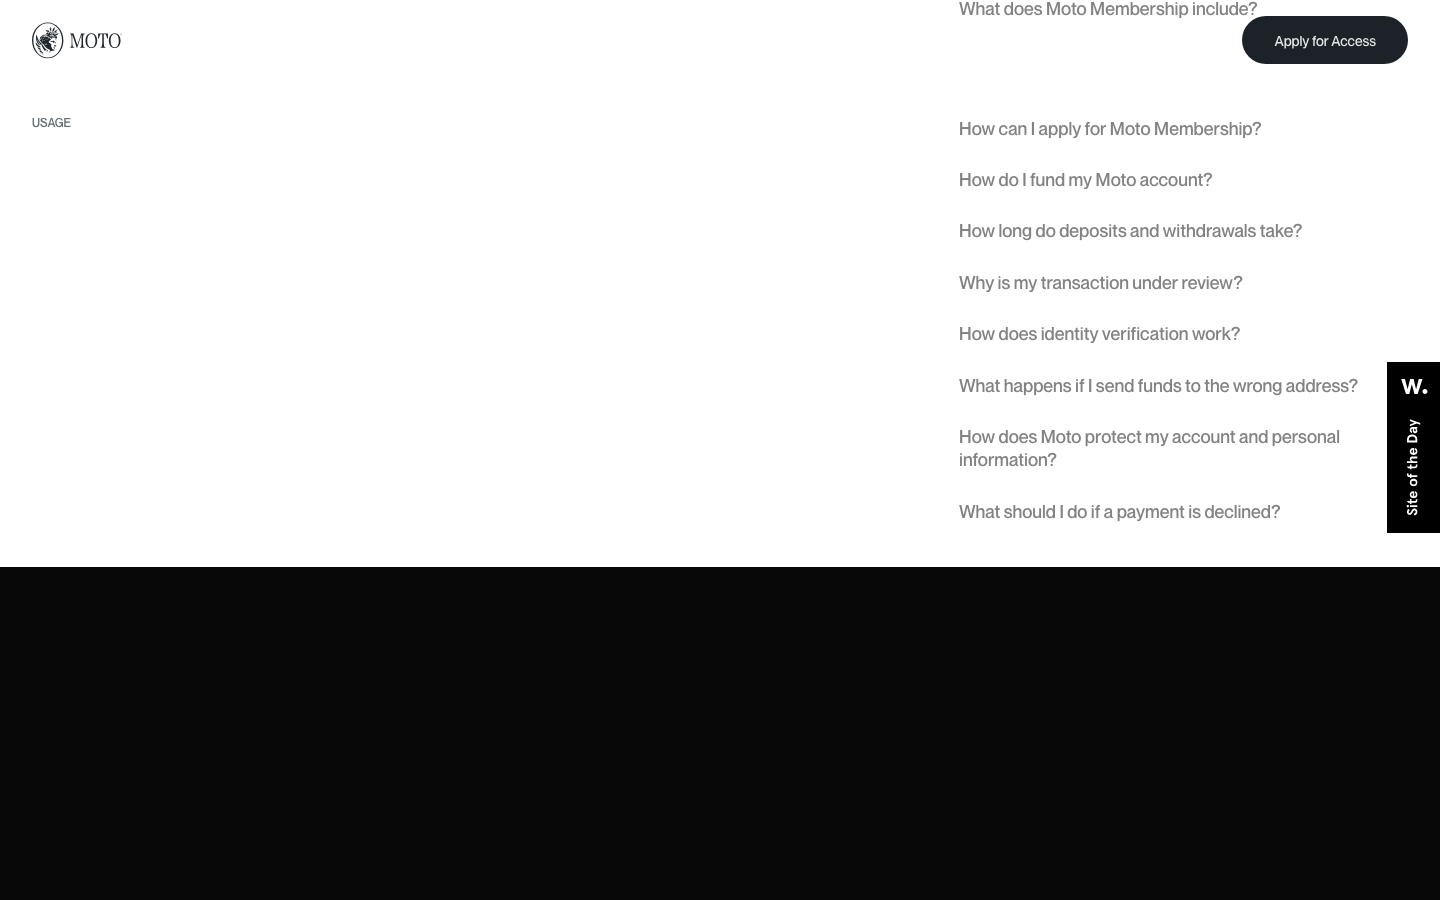 What does Moto Membership include?
MOTO
Apply for Access
USAGE
How can I apply for Moto Membership?
How do I fund my Moto account?
How long do deposits and withdrawals take?
Why is my transaction under review?
How does identity verification work?
What happens if I send funds to the wrong address?
How does Moto protect my account and personal
information?
What should I do if a payment is declined?
W.
Site of the Day